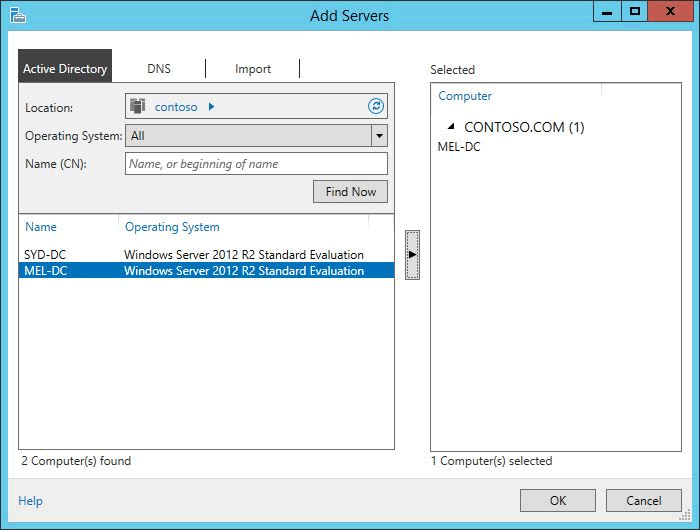 Add Servers
Active Directory
DNS
Import
Location:
contoso
Operating System:
All
Name (CN):
Name, or beginning of name
Find Now
Name Operating System
SYD-DC Windows Server 2012 R2 Standard Evaluation
MEL-DC Windows Server 2012 R2 Standard Evaluation
2 Computer(s) found
Selected
Computer
CONTOSO.COM (1)
MEL-DC
1 Computer(s) selected
Help
OK
Cancel